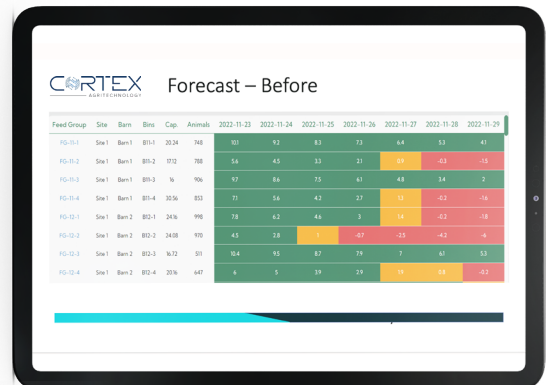 CORTEX
AGRITECHNOLOGY
Forecast – Before
Feed Group Site Barn Bins Cap. Animals 2022-11-23 2022-11-24 2022-11-25 2022-11-26 2022-11-27 2022-11-28 2022-11-29
FG-11-1 Site 1 Barn 1 B11-1 20.24 748 10.1 9.2 8.3 7.3 6.4 5.3 4.1
FG-11-2 Site 1 Barn 1 B11-2 17.12 788 5.6 4.5 3.3 2.1 0.9 -0.3 -1.5
FG-11-3 Site 1 Barn 1 B11-3 16 906 9.7 8.6 7.5 6.1 4.8 3.4 2
FG-11-4 Site 1 Barn 1 B11-4 30.56 853 7.1 5.6 4.2 2.7 1.2 -0.2 -1.6
FG-12-1 Site 1 Barn 2 B12-1 24.16 998 7.8 6.2 4.6 3 1.4 -0.2 -1.8
FG-12-2 Site 1 Barn 2 B12-2 24.08 970 4.5 2.8 1 -0.7 -2.5 -4.2 -6
FG-12-3 Site 1 Barn 2 B12-3 16.72 511 10.4 9.5 8.7 7.9 7 6.1 5.3
FG-12-4 Site 1 Barn 2 B12-4 20.16 647 6 5 3.9 2.9 1.9 0.8 -0.2